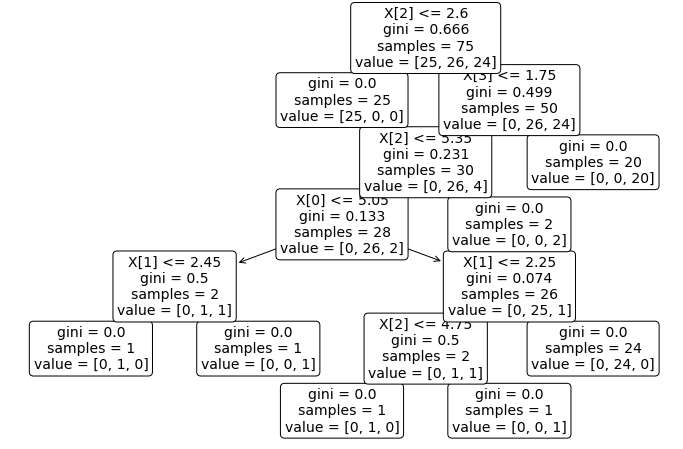 X[2] <= 2.6
gini = 0.666
samples = 75
value = [25, 26, 24]
gini = 0.0
samples = 25
value = [25, 0, 0]
X[3] <= 1.75
gini = 0.499
samples = 50
value = [0, 26, 24]
X[2] <= 5.35
gini = 0.231
samples = 30
value = [0, 26, 4]
gini = 0.0
samples = 20
value = [0, 0, 20]
X[0] <= 5.05
gini = 0.133
samples = 28
value = [0, 26, 2]
gini = 0.0
samples = 2
value = [0, 0, 2]
X[1] <= 2.45
gini = 0.5
samples = 2
value = [0, 1, 1]
X[1] <= 2.25
gini = 0.074
samples = 26
value = [0, 25, 1]
gini = 0.0
samples = 1
value = [0, 1, 0]
gini = 0.0
samples = 1
value = [0, 0, 1]
X[2] <= 4.75
gini = 0.5
samples = 2
value = [0, 1, 1]
gini = 0.0
samples = 24
value = [0, 24, 0]
gini = 0.0
samples = 1
value = [0, 1, 0]
gini = 0.0
samples = 1
value = [0, 0, 1]